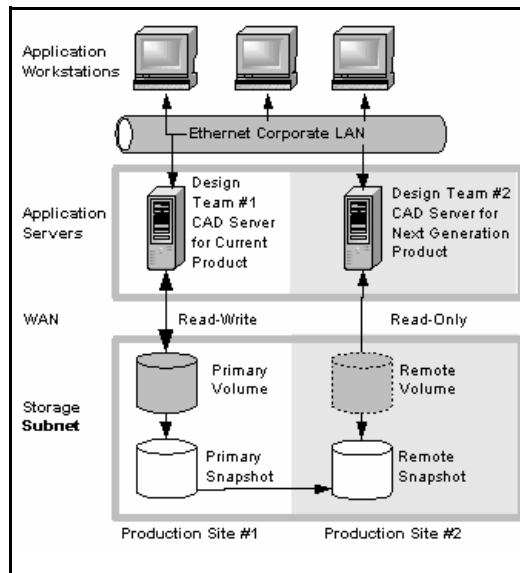 Application
Workstations
Ethernet Corporate LAN
Application
Servers
Design
Team #1
CAD Server
for Current
Product
Design Team #2
CAD Server for
Next Generation
Product
WAN
Read-Write
Read-Only
Storage
Subnet
Primary
Volume
Remote
Volume
Primary
Snapshot
Remote
Snapshot
Production Site #1
Production Site #2